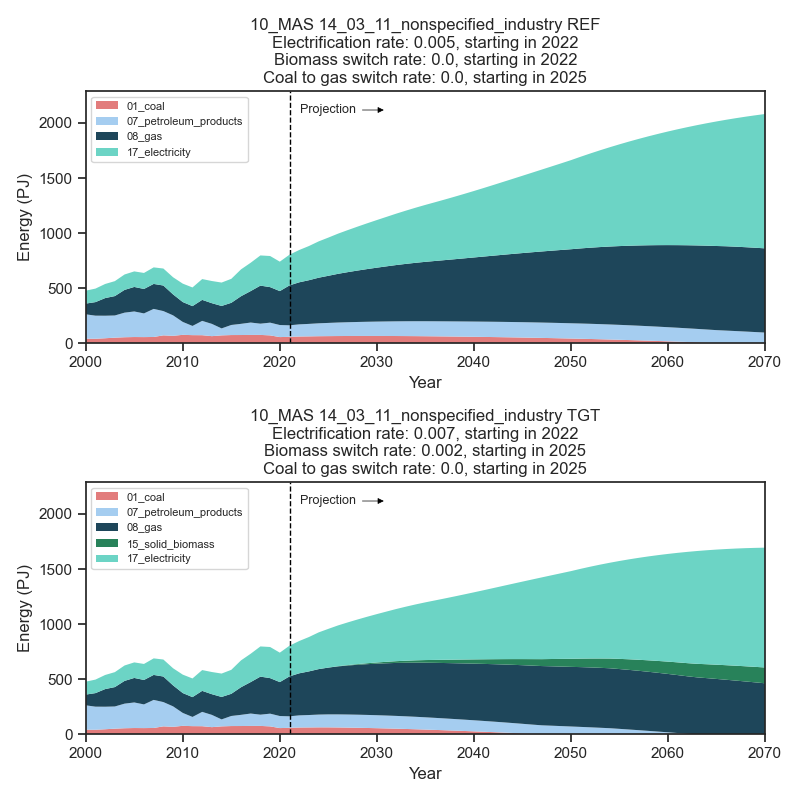 10_MAS 14_03_11_nonspecified_industry REF
Electrification rate: 0.005, starting in 2022
Biomass switch rate: 0.0, starting in 2022
Coal to gas switch rate: 0.0, starting in 2025
01_coal
07_petroleum_products
08_gas
17_electricity
Projection
2000
1500
1000
500
0
Energy (PJ)
2000 2010 2020 2030 2040 2050 2060 2070
Year
10_MAS 14_03_11_nonspecified_industry TGT
Electrification rate: 0.007, starting in 2022
Biomass switch rate: 0.002, starting in 2025
Coal to gas switch rate: 0.0, starting in 2025
01_coal
07_petroleum_products
08_gas
15_solid_biomass
17_electricity
Projection
2000
1500
1000
500
0
Energy (PJ)
2000 2010 2020 2030 2040 2050 2060 2070
Year